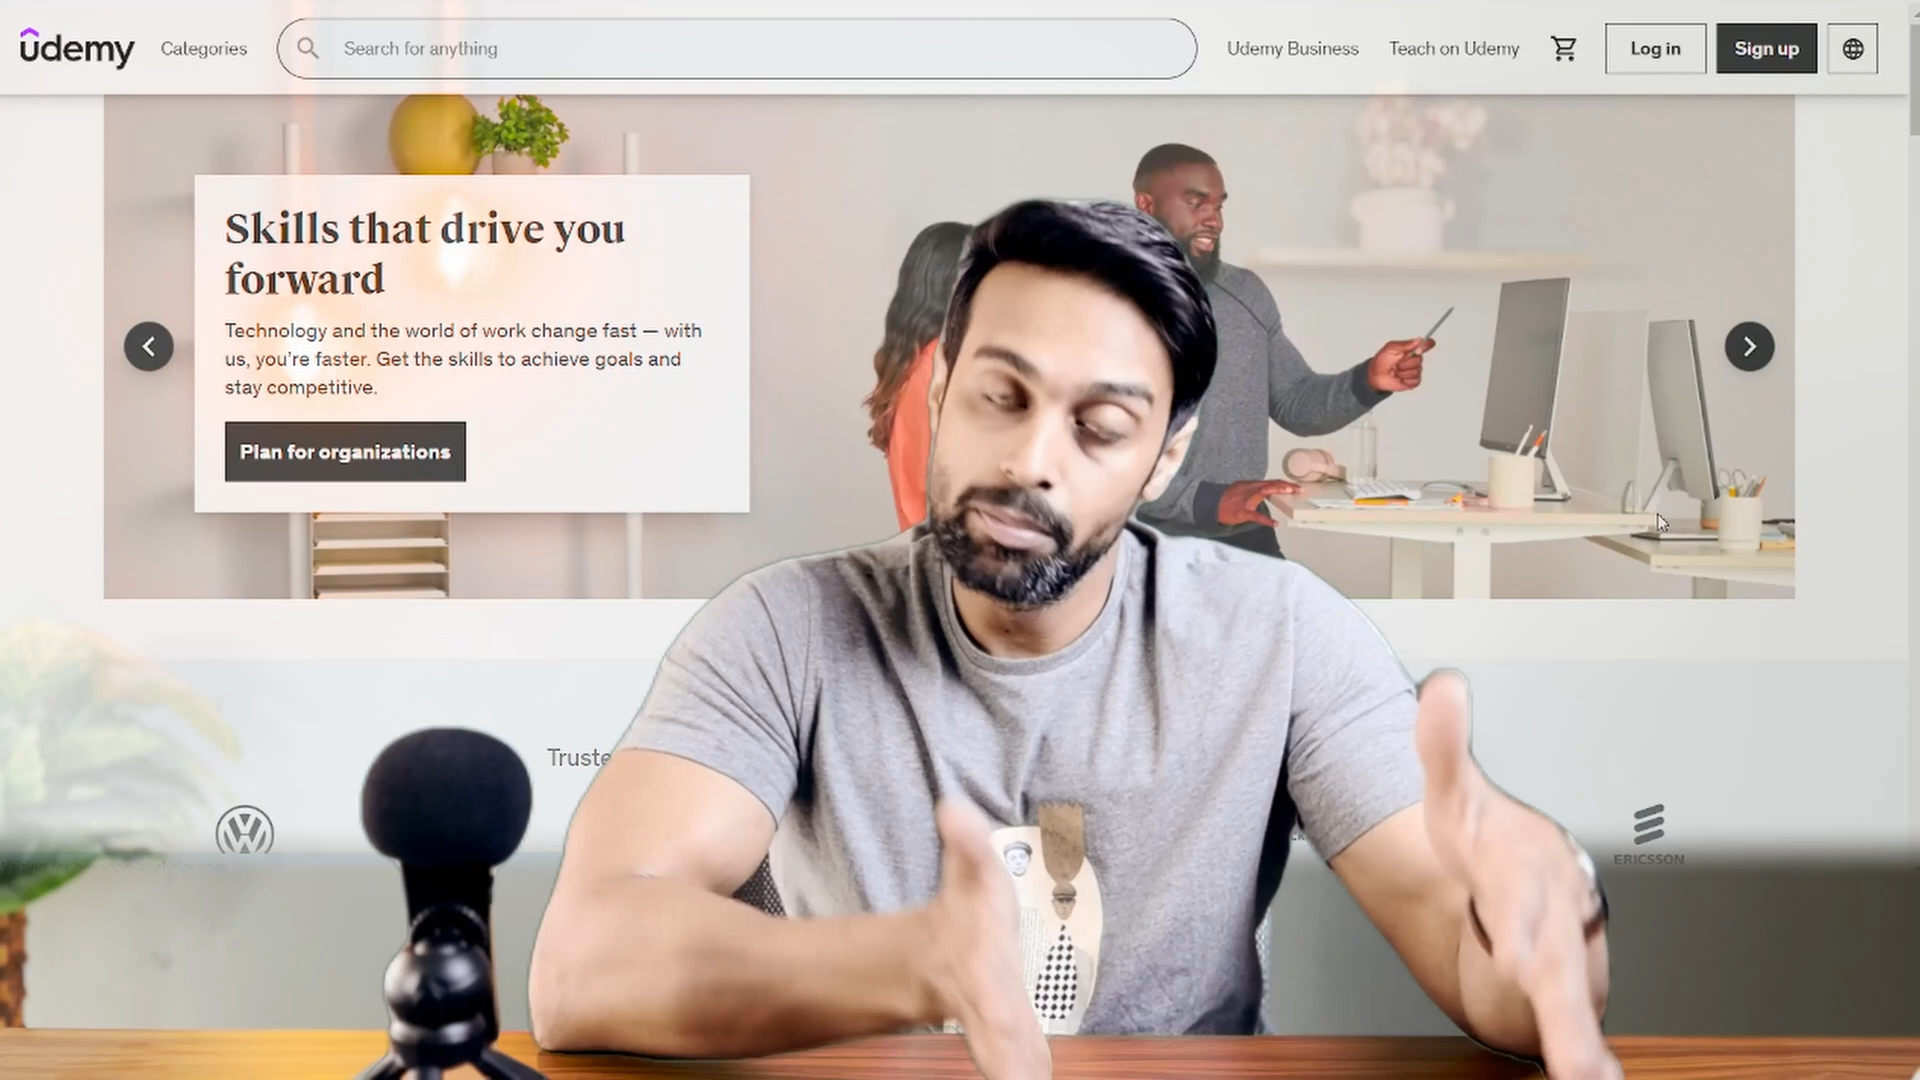 udemy
Categories
Search for anything
Udemy Business
Teach on Udemy
Log in
Sign up
Skills that drive you
forward
Technology and the world of work change fast — with
us, you're faster. Get the skills to achieve goals and
stay competitive.
Plan for organizations
Truste
ERICSSON